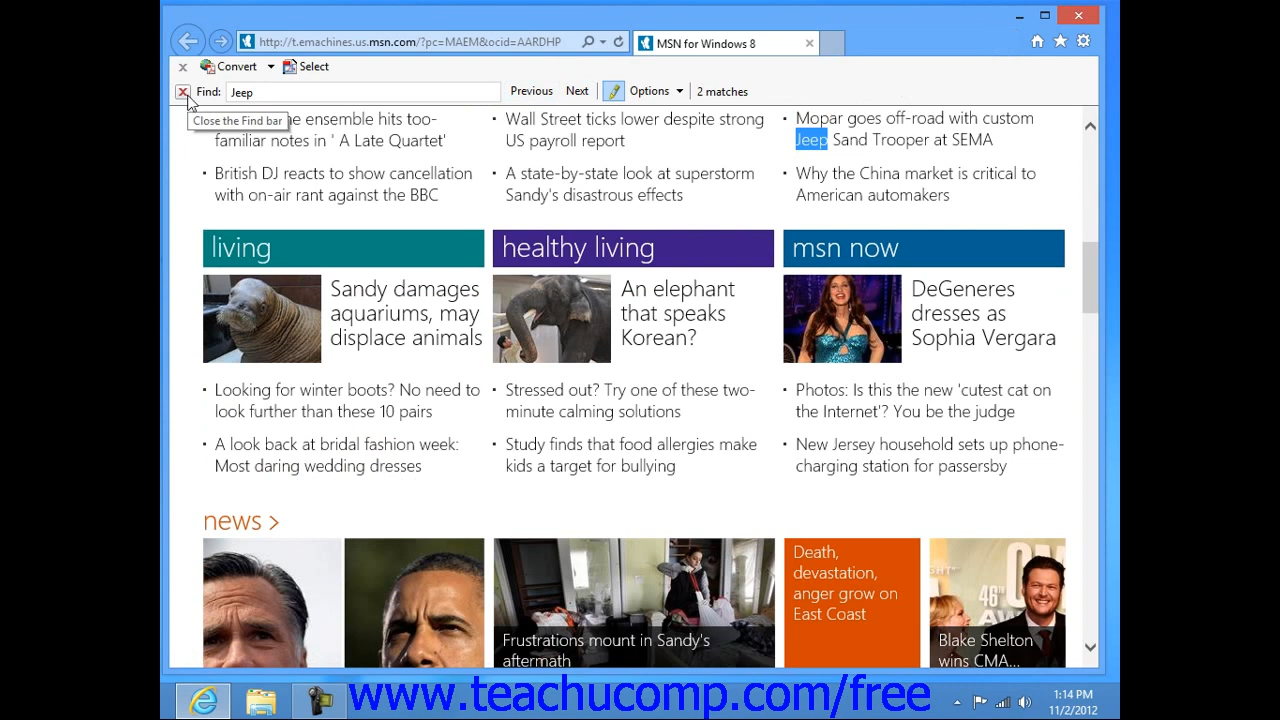 http://t.emachines.us.msn.com/?pc=MAEM&ocid=AARDHP
MSN for Windows 8
Convert
Select
Find: Jeep
Previous Next Options 2 matches
Close the Find bar
e ensemble hits too-
familiar notes in ' A Late Quartet'
British DJ reacts to show cancellation
with on-air rant against the BBC
Wall Street ticks lower despite strong
US payroll report
A state-by-state look at superstorm
Sandy's disastrous effects
Mopar goes off-road with custom
Jeep Sand Trooper at SEMA
Why the China market is critical to
American automakers
living
Sandy damages
aquariums, may
displace animals
Looking for winter boots? No need to
look further than these 10 pairs
A look back at bridal fashion week:
Most daring wedding dresses
healthy living
An elephant
that speaks
Korean?
Stressed out? Try one of these two-
minute calming solutions
Study finds that food allergies make
kids a target for bullying
msn now
DeGeneres
dresses as
Sophia Vergara
Photos: Is this the new 'cutest cat on
the Internet'? You be the judge
New Jersey household sets up phone-
charging station for passersby
news >
Frustrations mount in Sandy's
aftermath
Death,
devastation,
anger grow on
East Coast
46TH
Blake Shelton
wins CMA...
www.teachucomp.com/free
1:14 PM
11/2/2012